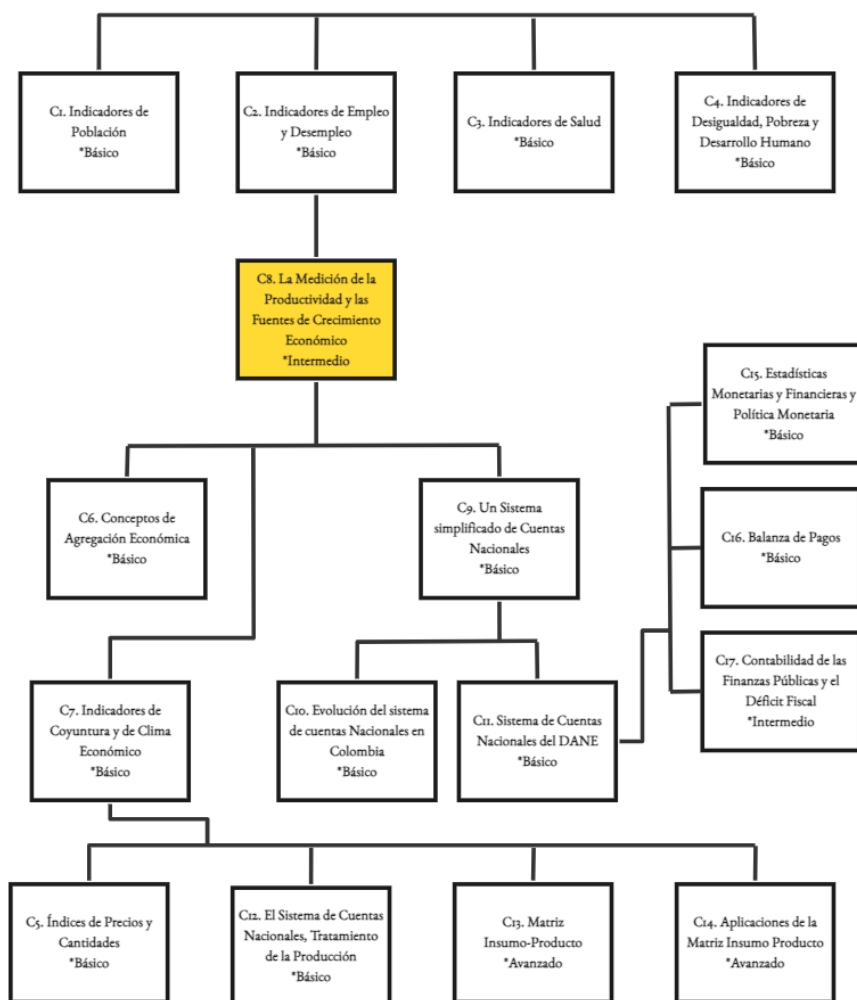 C1. Indicadores de
Población
*Básico
C2. Indicadores de Empleo
y Desempleo
*Básico
C3. Indicadores de Salud
*Básico
C4. Indicadores de
Desigualdad, Pobreza y
Desarrollo Humano
*Básico
C8. La Medición de la
Productividad y las
Fuentes de Crecimiento
Económico
*Intermedio
C15. Estadísticas
Monetarias y Financieras y
Política Monetaria
*Básico
C6. Conceptos de
Agregación Económica
*Básico
C9. Un Sistema
simplificado de Cuentas
Nacionales
*Básico
C16. Balanza de Pagos
*Básico
C17. Contabilidad de las
Finanzas Públicas y el
Déficit Fiscal
*Intermedio
C7. Indicadores de
Coyuntura y de Clima
Económico
*Básico
C10. Evolución del sistema
de cuentas Nacionales en
Colombia
*Básico
C11. Sistema de Cuentas
Nacionales del DANE
*Básico
C5. Índices de Precios y
Cantidades
*Básico
C12. El Sistema de Cuentas
Nacionales, Tratamiento
de la Producción
*Básico
C13. Matriz
Insumo-Producto
*Avanzado
C14. Aplicaciones de la
Matriz Insumo Producto
*Avanzado